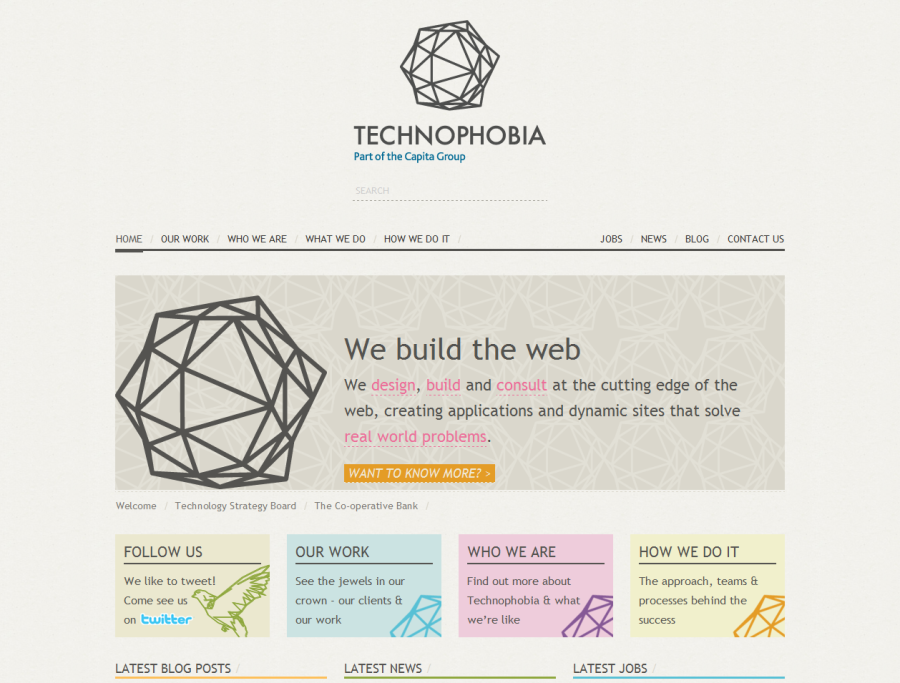 TECHNOPHOBIA
Part of the Capita Group
SEARCH
HOME / OUR WORK / WHO WE ARE / WHAT WE DO / HOW WE DO IT /
JOBS / NEWS / BLOG / CONTACT US
We build the web
We design, build and consult at the cutting edge of the
web, creating applications and dynamic sites that solve
real world problems.
WANT TO KNOW MORE? >
Welcome / Technology Strategy Board / The Co-operative Bank /
FOLLOW US
We like to tweet!
Come see us
on twitter
OUR WORK
See the jewels in our
crown - our clients &
our work
WHO WE ARE
Find out more about
Technophobia & what
we're like
HOW WE DO IT
The approach, teams &
processes behind the
success
LATEST BLOG POSTS /
LATEST NEWS /
LATEST JOBS /